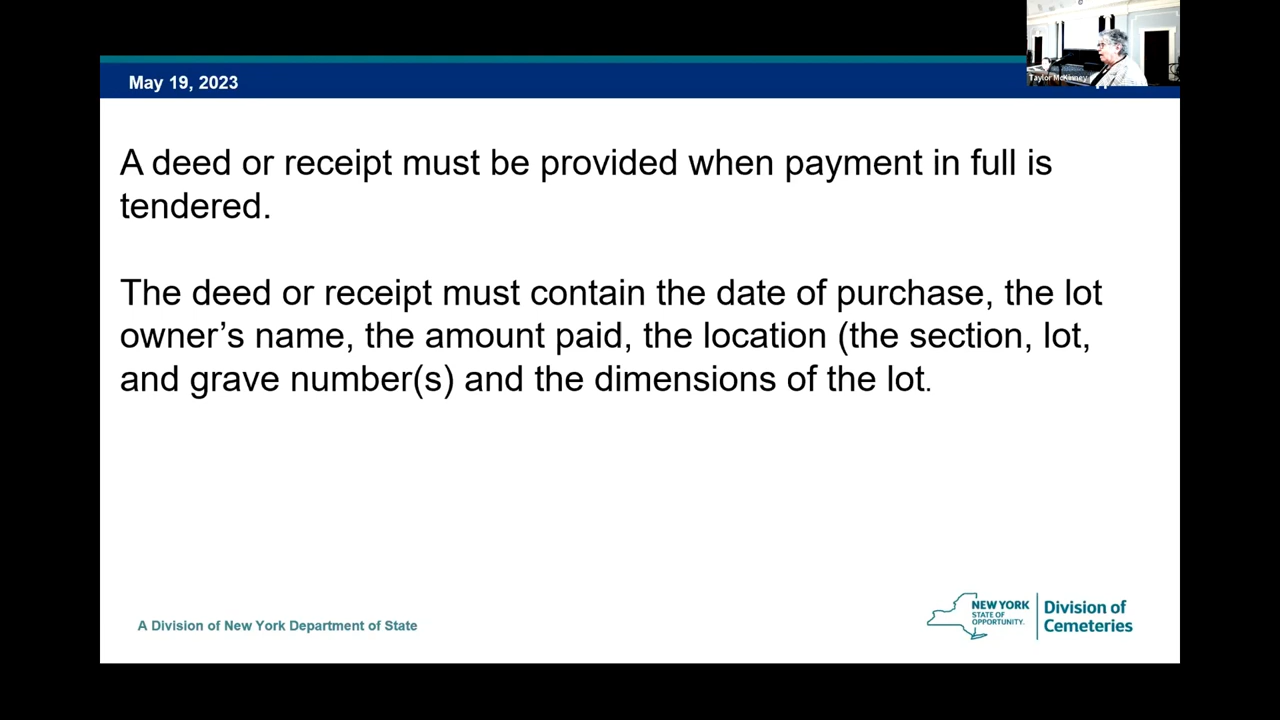 May 19, 2023
Taylor McKinney
A deed or receipt must be provided when payment in full is
tendered.
The deed or receipt must contain the date of purchase, the lot
owner’s name, the amount paid, the location (the section, lot,
and grave number(s) and the dimensions of the lot.
A Division of New York Department of State
NEW YORK
STATE OF
OPPORTUNITY.
Division of
Cemeteries